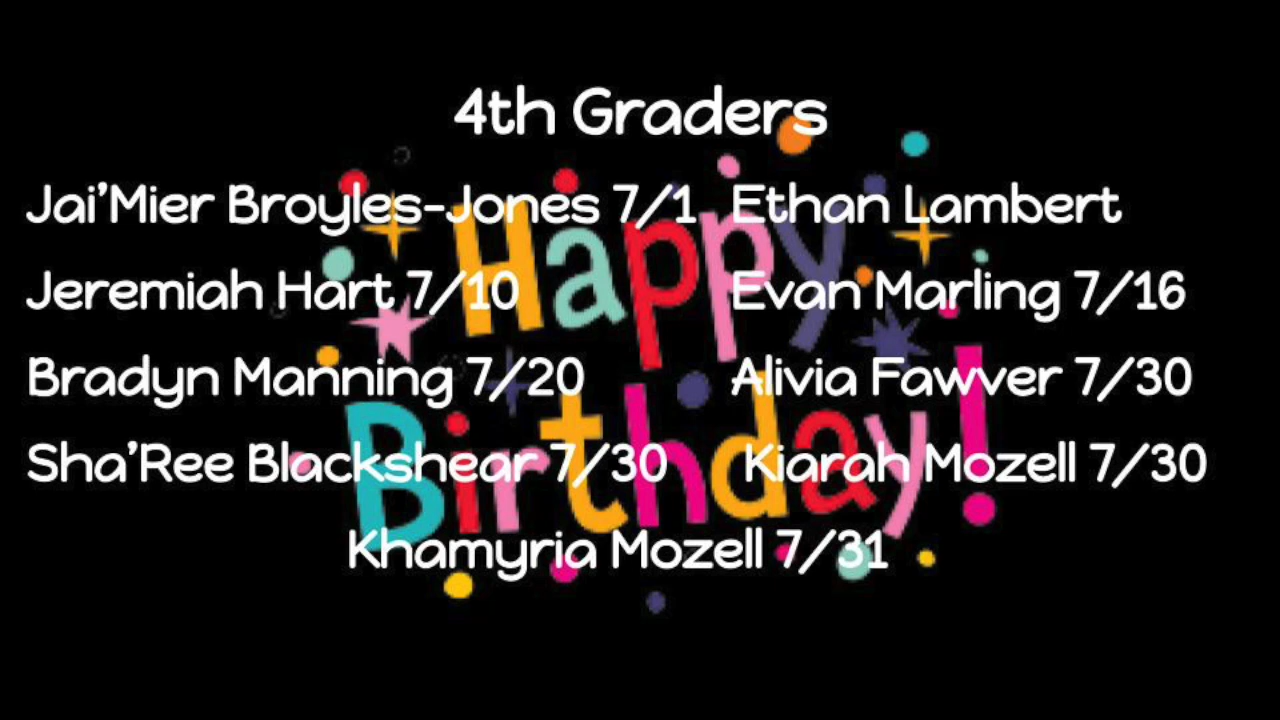 4th Graders
Jai'Mier Broyles-Jones 7/1 Ethan Lambert
Jeremiah Hart 7/10 Evan Marling 7/16
Bradyn Manning 7/20 Alivia Fawver 7/30
Sha'Ree Blackshear 7/30 Kiarah Mozell 7/30
Khamyria Mozell 7/31
Happy
Birthday!